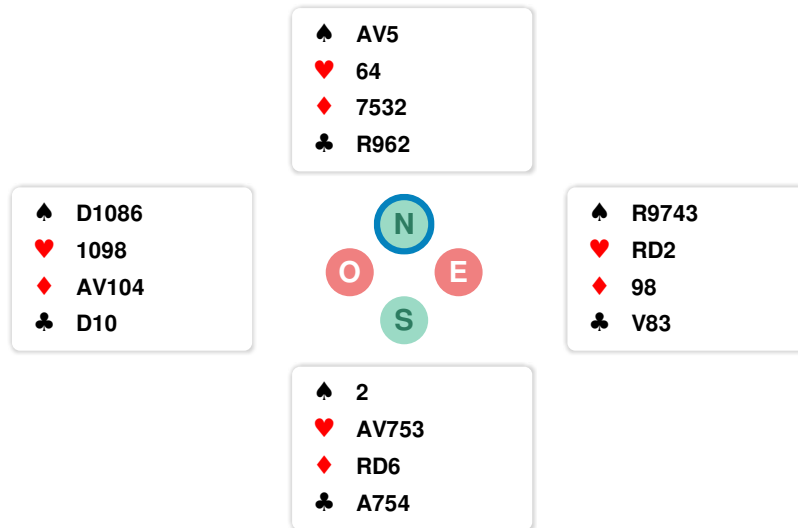 ♠ AV5
♥ 64
♦ 7532
♣ R962
♠ D1086
♥ 1098
♦ AV104
♣ D10
N
O
E
S
♠ R9743
♥ RD2
♦ 98
♣ V83
♠ 2
♥ AV753
♦ RD6
♣ A754